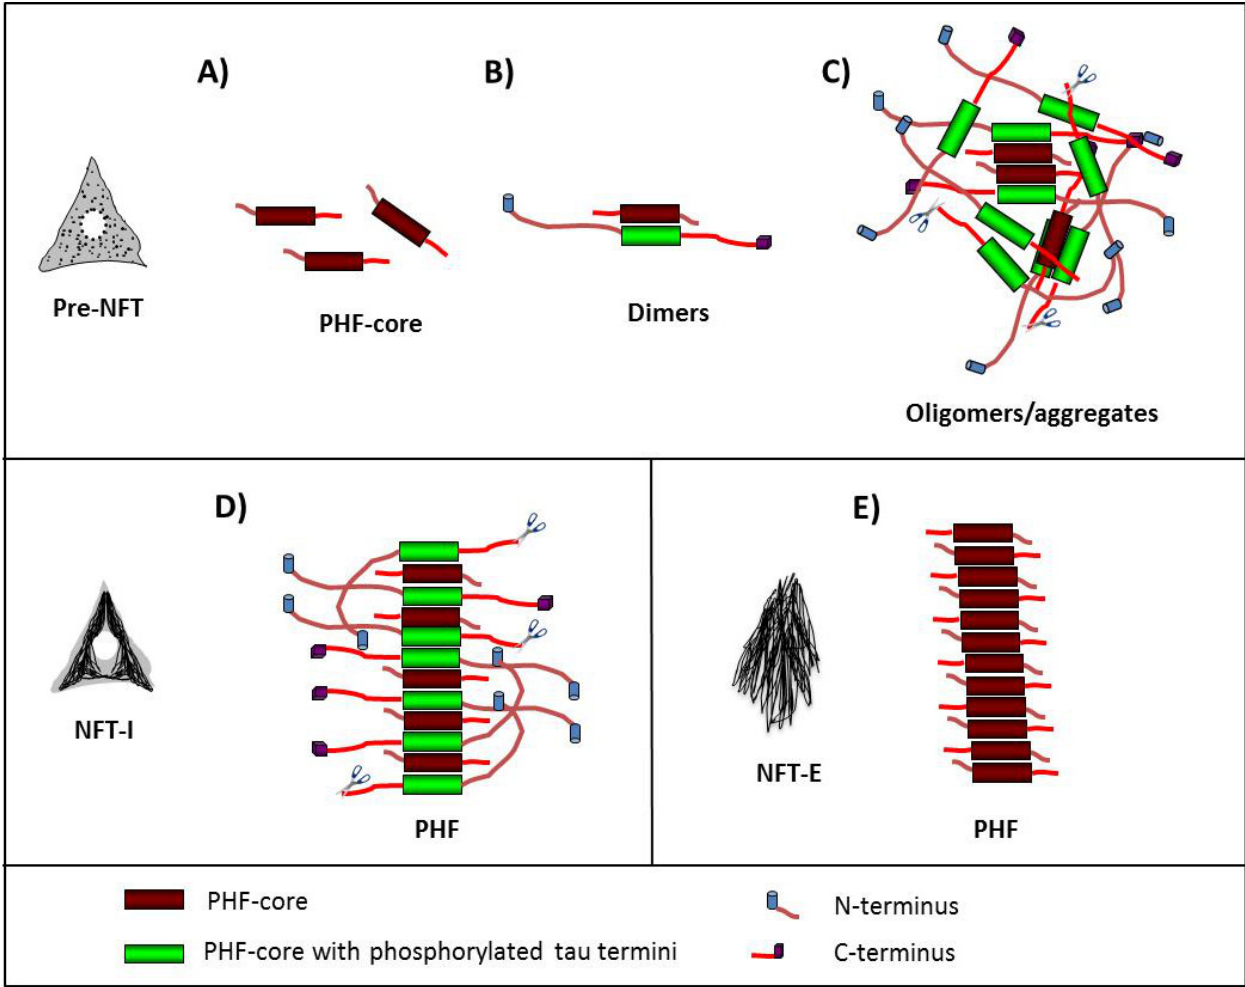 A)
B)
C)
Pre-NFT
PHF-core
Dimers
Oligomers/aggregates
D)
E)
NFT-I
PHF
NFT-E
PHF
PHF-core
N-terminus
PHF-core with phosphorylated tau termini
C-terminus